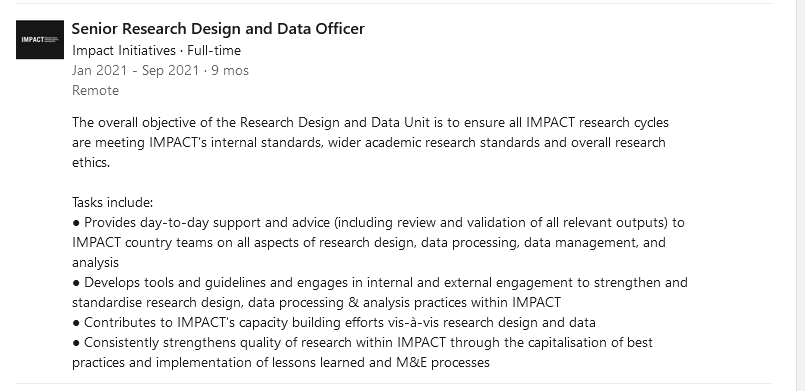 IMPACT
Senior Research Design and Data Officer
Impact Initiatives · Full-time
Jan 2021 - Sep 2021 · 9 mos
Remote
The overall objective of the Research Design and Data Unit is to ensure all IMPACT research cycles
are meeting IMPACT's internal standards, wider academic research standards and overall research
ethics.
Tasks include:
● Provides day-to-day support and advice (including review and validation of all relevant outputs) to
IMPACT country teams on all aspects of research design, data processing, data management, and
analysis
● Develops tools and guidelines and engages in internal and external engagement to strengthen and
standardise research design, data processing & analysis practices within IMPACT
● Contributes to IMPACT's capacity building efforts vis-à-vis research design and data
● Consistently strengthens quality of research within IMPACT through the capitalisation of best
practices and implementation of lessons learned and M&E processes